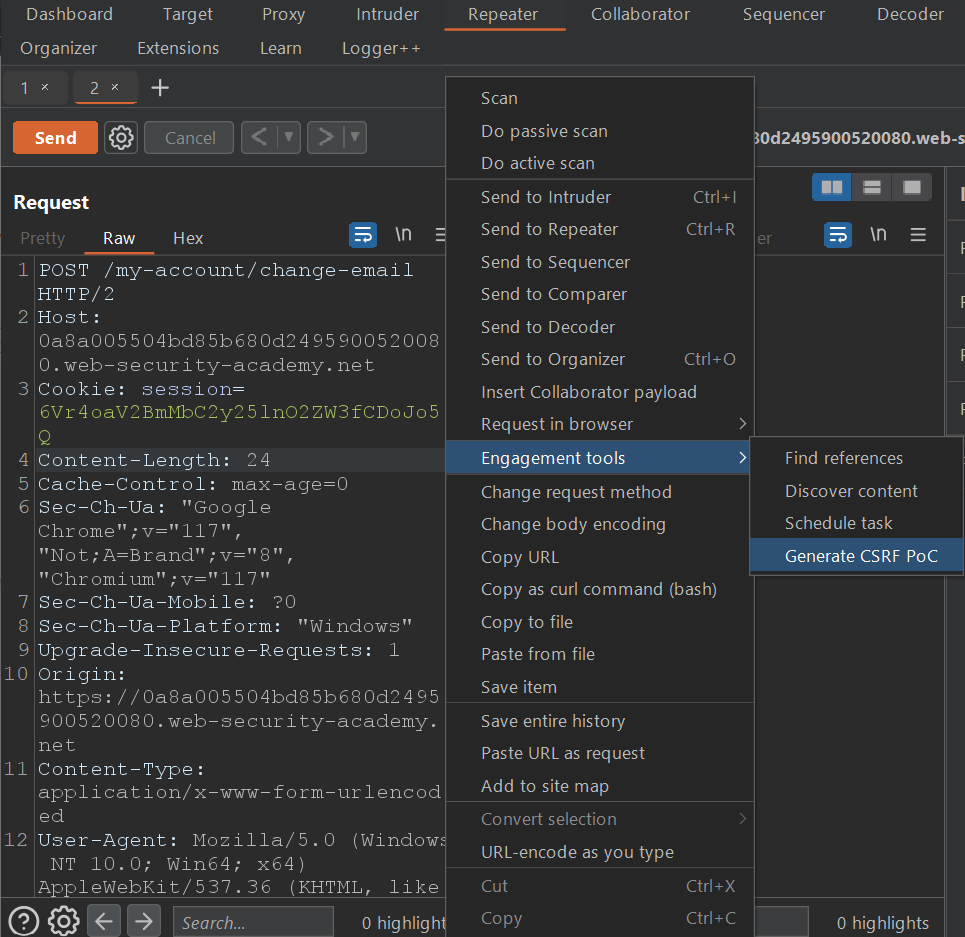 Dashboard Target Proxy Intruder Repeater Collaborator Sequencer Decoder
Organizer Extensions Learn Logger++
1 × 2 × +
Send Cancel < >
80d2495900520080.web-s
Request
Pretty Raw Hex \n
er \n
1 POST /my-account/change-email
HTTP/2
2 Host:
0a8a005504bd85b680d249590052008
0.web-security-academy.net
3 Cookie: session=
6Vr4oaV2BmMbC2y25lnO2ZW3fCDoJo5
Q
4 Content-Length: 24
5 Cache-Control: max-age=0
6 Sec-Ch-Ua: "Google
Chrome";v="117",
"Not;A=Brand";v="8",
"Chromium";v="117"
7 Sec-Ch-Ua-Mobile: ?0
8 Sec-Ch-Ua-Platform: "Windows"
9 Upgrade-Insecure-Requests: 1
10 Origin:
https://0a8a005504bd85b680d2495
900520080.web-security-academy.
net
11 Content-Type:
application/x-www-form-urlencod
ed
12 User-Agent: Mozilla/5.0 (Windows
NT 10.0; Win64; x64)
AppleWebKit/537.36 (KHTML, like
Search...
0 highlight
0 highlights
Scan
Do passive scan
Do active scan
Send to Intruder Ctrl+I
Send to Repeater Ctrl+R
Send to Sequencer
Send to Comparer
Send to Decoder
Send to Organizer Ctrl+O
Insert Collaborator payload
Request in browser >
Engagement tools >
Change request method
Change body encoding
Copy URL
Copy as curl command (bash)
Copy to file
Paste from file
Save item
Save entire history
Paste URL as request
Add to site map
Convert selection >
URL-encode as you type
Cut Ctrl+X
Copy Ctrl+C
Find references
Discover content
Schedule task
Generate CSRF PoC